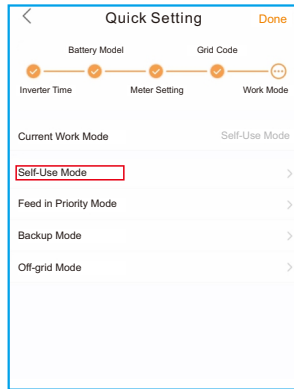 Quick Setting Done
Battery Model Grid Code
Inverter Time Meter Setting Work Mode
Current Work Mode Self-Use Mode
Self-Use Mode
Feed in Priority Mode
Backup Mode
Off-grid Mode